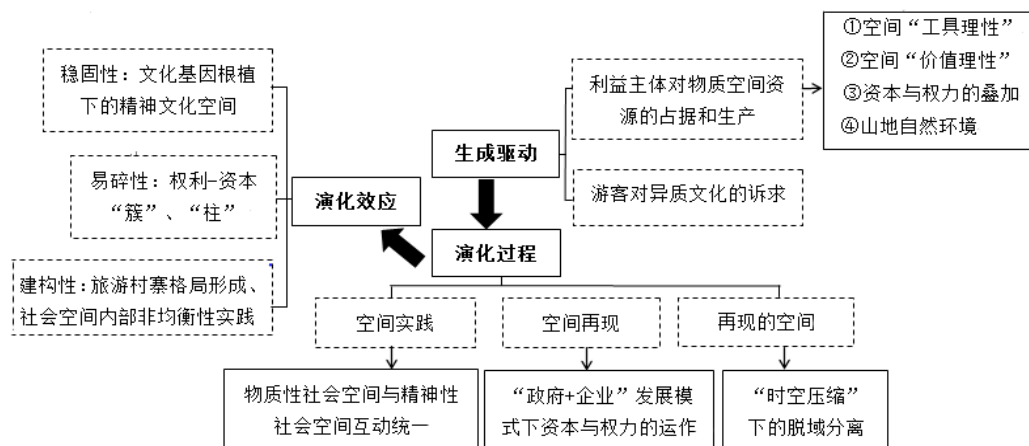 稳固性：文化基因根植
下的精神文化空间
易碎性：权利-资本
“簇”、“柱”
建构性：旅游村寨格局形成、
社会空间内部非均衡性实践
演化效应
生成驱动
利益主体对物质空间资
源的占据和生产
①空间“工具理性”
②空间“价值理性”
③资本与权力的叠加
④山地自然环境
游客对异质文化的诉求
演化过程
空间实践
空间再现
再现的空间
物质性社会空间与精神性
社会空间互动统一
“政府+企业”发展模
式下资本与权力的运作
“时空压缩”
下的脱域分离